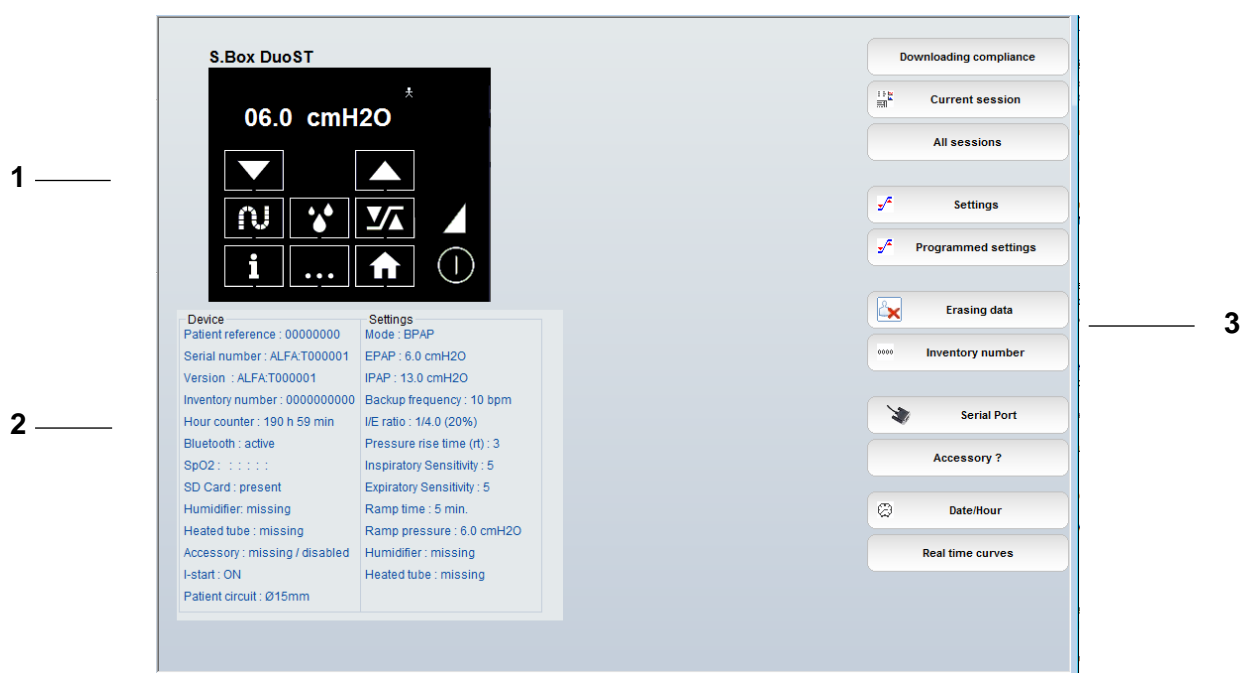 S.Box DuoST
06.0 cmH2O
i
...
1
2
3
Device
Patient reference : 00000000
Serial number : ALFA:T000001
Version : ALFA:T000001
Inventory number : 0000000000
Hour counter : 190 h 59 min
Bluetooth : active
SpO2 : : : : : :
SD Card : present
Humidifier: missing
Heated tube : missing
Accessory : missing / disabled
I-start : ON
Patient circuit : Ø15mm
Settings
Mode : BPAP
EPAP : 6.0 cmH2O
IPAP : 13.0 cmH2O
Backup frequency : 10 bpm
I/E ratio : 1/4.0 (20%)
Pressure rise time (rt) : 3
Inspiratory Sensitivity : 5
Expiratory Sensitivity : 5
Ramp time : 5 min.
Ramp pressure : 6.0 cmH2O
Humidifier : missing
Heated tube : missing
Downloading compliance
Current session
All sessions
Settings
Programmed settings
Erasing data
0000 Inventory number
Serial Port
Accessory ?
Date/Hour
Real time curves